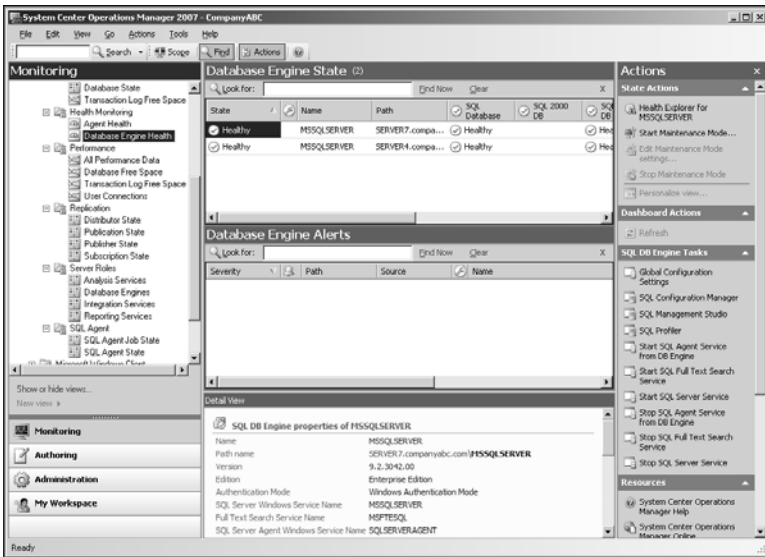 System Center Operations Manager 2007 - CompanyABC
File Edit View Go Actions Tools Help
Search Scope Find Actions
Monitoring
Database State
Transaction Log Free Space
Health Monitoring
Agent Health
Database Engine Health
Performance
All Performance Data
Database Free Space
Transaction Log Free Space
User Connections
Replication
Distributor State
Publication State
Publisher State
Subscription State
Server Roles
Analysis Services
Database Engines
Integration Services
Reporting Services
SQL Agent
SQL Agent Job State
SQL Agent State
Microsoft Windows Client
Show or hide views...
New view
Monitoring
Authoring
Administration
My Workspace
Database Engine State (2)
Look for: Find Now Clear X
State / Name Path SQL Database SQL 2000 DB SQL DB
Healthy MSSQLSERVER SERVER7.compa... Healthy Hea
Healthy MSSQLSERVER SERVER4.compa... Healthy Hea
Database Engine Alerts
Look for: Find Now Clear X
Severity Path Source Name
Detail View
SQL DB Engine properties of MSSQLSERVER
Name MSSQLSERVER
Path name SERVER7.companyabc.com\MSSQLSERVER
Version 9.2.3042.00
Edition Enterprise Edition
Authentication Mode Windows Authentication Mode
SQL Server Windows Service Name MSSQLSERVER
Full Text Search Service Name MSFTESQL
SQL Server Agent Windows Service Name SQLSERVERAGENT
Actions x
State Actions
Health Explorer for
MSSQLSERVER
Start Maintenance Mode...
Edit Maintenance Mode
settings...
Stop Maintenance Mode
Personalize view...
Dashboard Actions
Refresh
SQL DB Engine Tasks
Global Configuration
Settings
SQL Configuration Manager
SQL Management Studio
SQL Profiler
Start SQL Agent Service
from DB Engine
Start SQL Full Text Search
Service
Start SQL Server Service
Stop SQL Agent Service
from DB Engine
Stop SQL Full Text Search
Service
Stop SQL Server Service
Resources
System Center Operations
Manager Help
System Center Operations
Manager Online
Ready